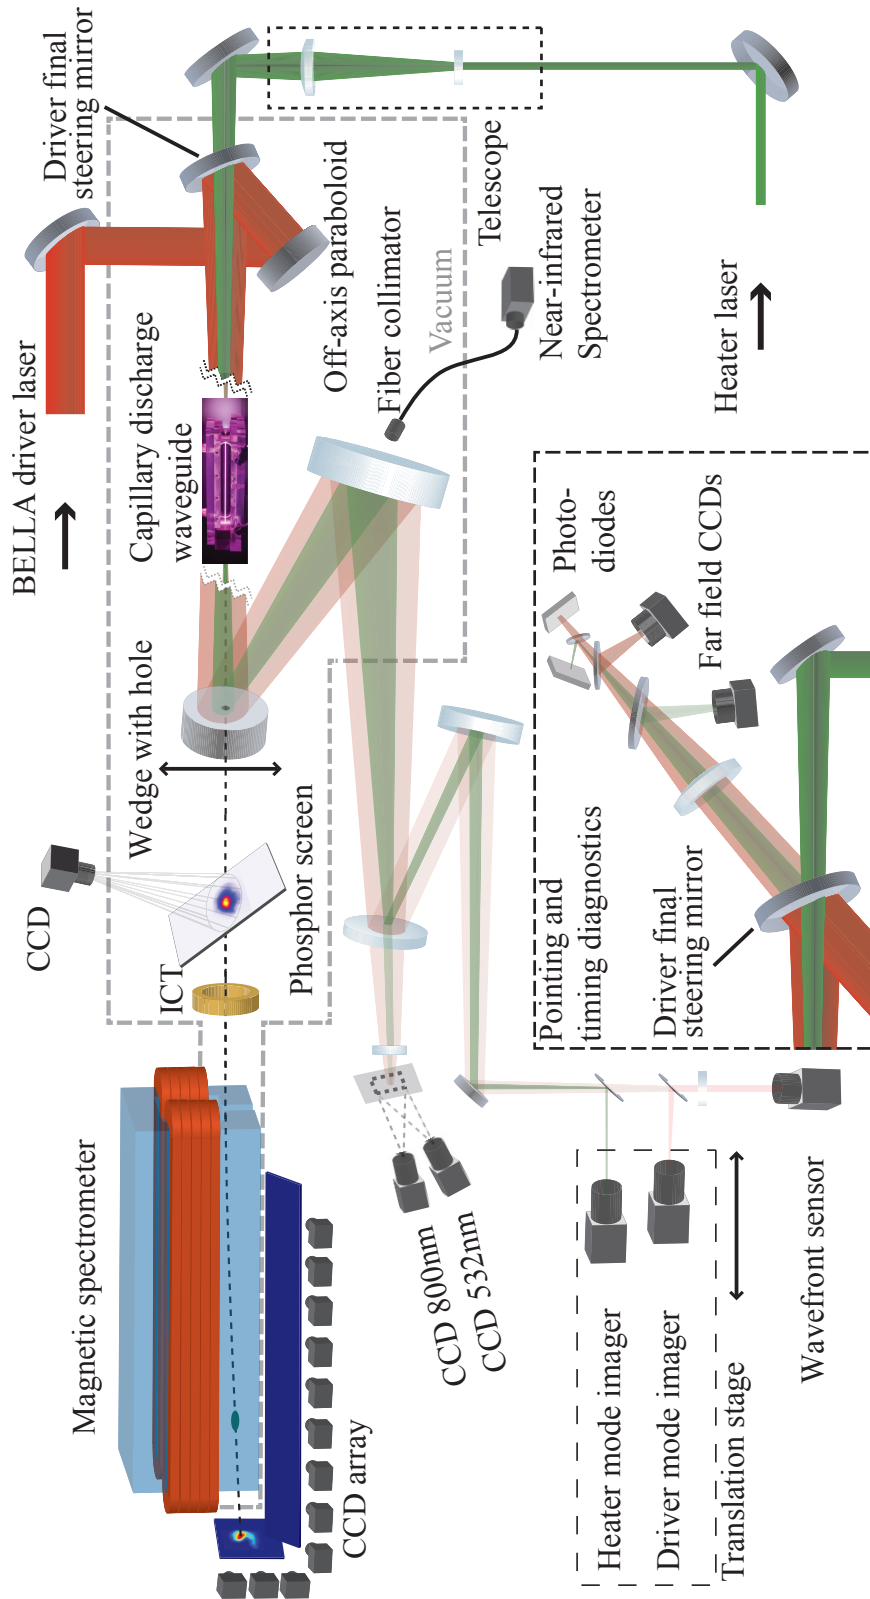 BELLA driver laser
Driver final
steering mirror
Capillary discharge
waveguide
Off-axis paraboloid
Fiber collimator
Vacuum
Telescope
Near-infrared
Spectrometer
Heater laser
CCD
Wedge with hole
Phosphor screen
ICT
Magnetic spectrometer
CCD array
CCD 800nm
CCD 532nm
Heater mode imager
Driver mode imager
Translation stage
Wavefront sensor
Pointing and
timing diagnostics
Driver final
steering mirror
Photo-
diodes
Far field CCDs